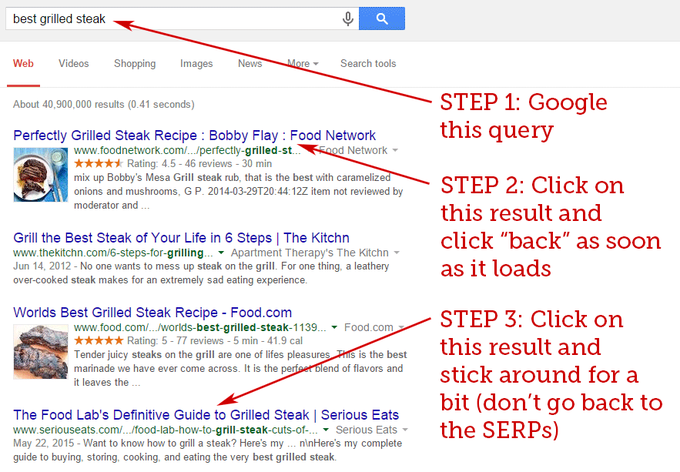 best grilled steak
Web Videos Shopping Images News More Search tools
About 40,900,000 results (0.41 seconds)
STEP 1: Google
this query
Perfectly Grilled Steak Recipe : Bobby Flay : Food Network
www.foodnetwork.com/.../perfectly-grilled-st... Food Network
Rating: 4.5 - 46 reviews - 30 min
mix up Bobby's Mesa Grill steak rub, that is the best with caramelized
onions and mushrooms, G P. 2014-03-29T20:44:12Z item not reviewed by
moderator and ...
STEP 2: Click on
this result and
click “back” as soon
as it loads
Grill the Best Steak of Your Life in 6 Steps | The Kitchn
www.thekitchn.com/6-steps-for-grilling... Apartment Therapy's The Kitchn
Jun 14, 2012 - No one wants to mess up steak on the grill. For one thing, a leathery
over-cooked steak makes for an extremely sad eating experience.
Worlds Best Grilled Steak Recipe - Food.com
www.food.com/.../worlds-best-grilled-steak-1139... Food.com
Rating: 5 - 77 reviews - 5 min - 41.9 cal
Tender juicy steaks on the grill are one of lifes pleasures. This is the best
marinade we have ever come across. It is the perfect blend of flavors and
it leaves the ...
STEP 3: Click on
this result and
stick around for a
bit (don’t go back to
the SERPs)
The Food Lab's Definitive Guide to Grilled Steak | Serious Eats
www.seriouseats.com/.../food-lab-how-to-grill-steak-cuts-of-... Serious Eats
May 22, 2015 - Want to know how to grill a steak? Here's my ... n\nHere's my complete
guide to buying, storing, cooking, and eating the very best grilled steak.